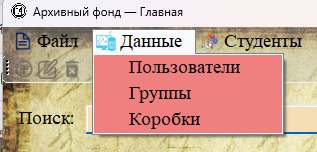 Архивный фонд — Главная
Файл Данные Студенты
Пользователи
Группы
Коробки
Поиск: